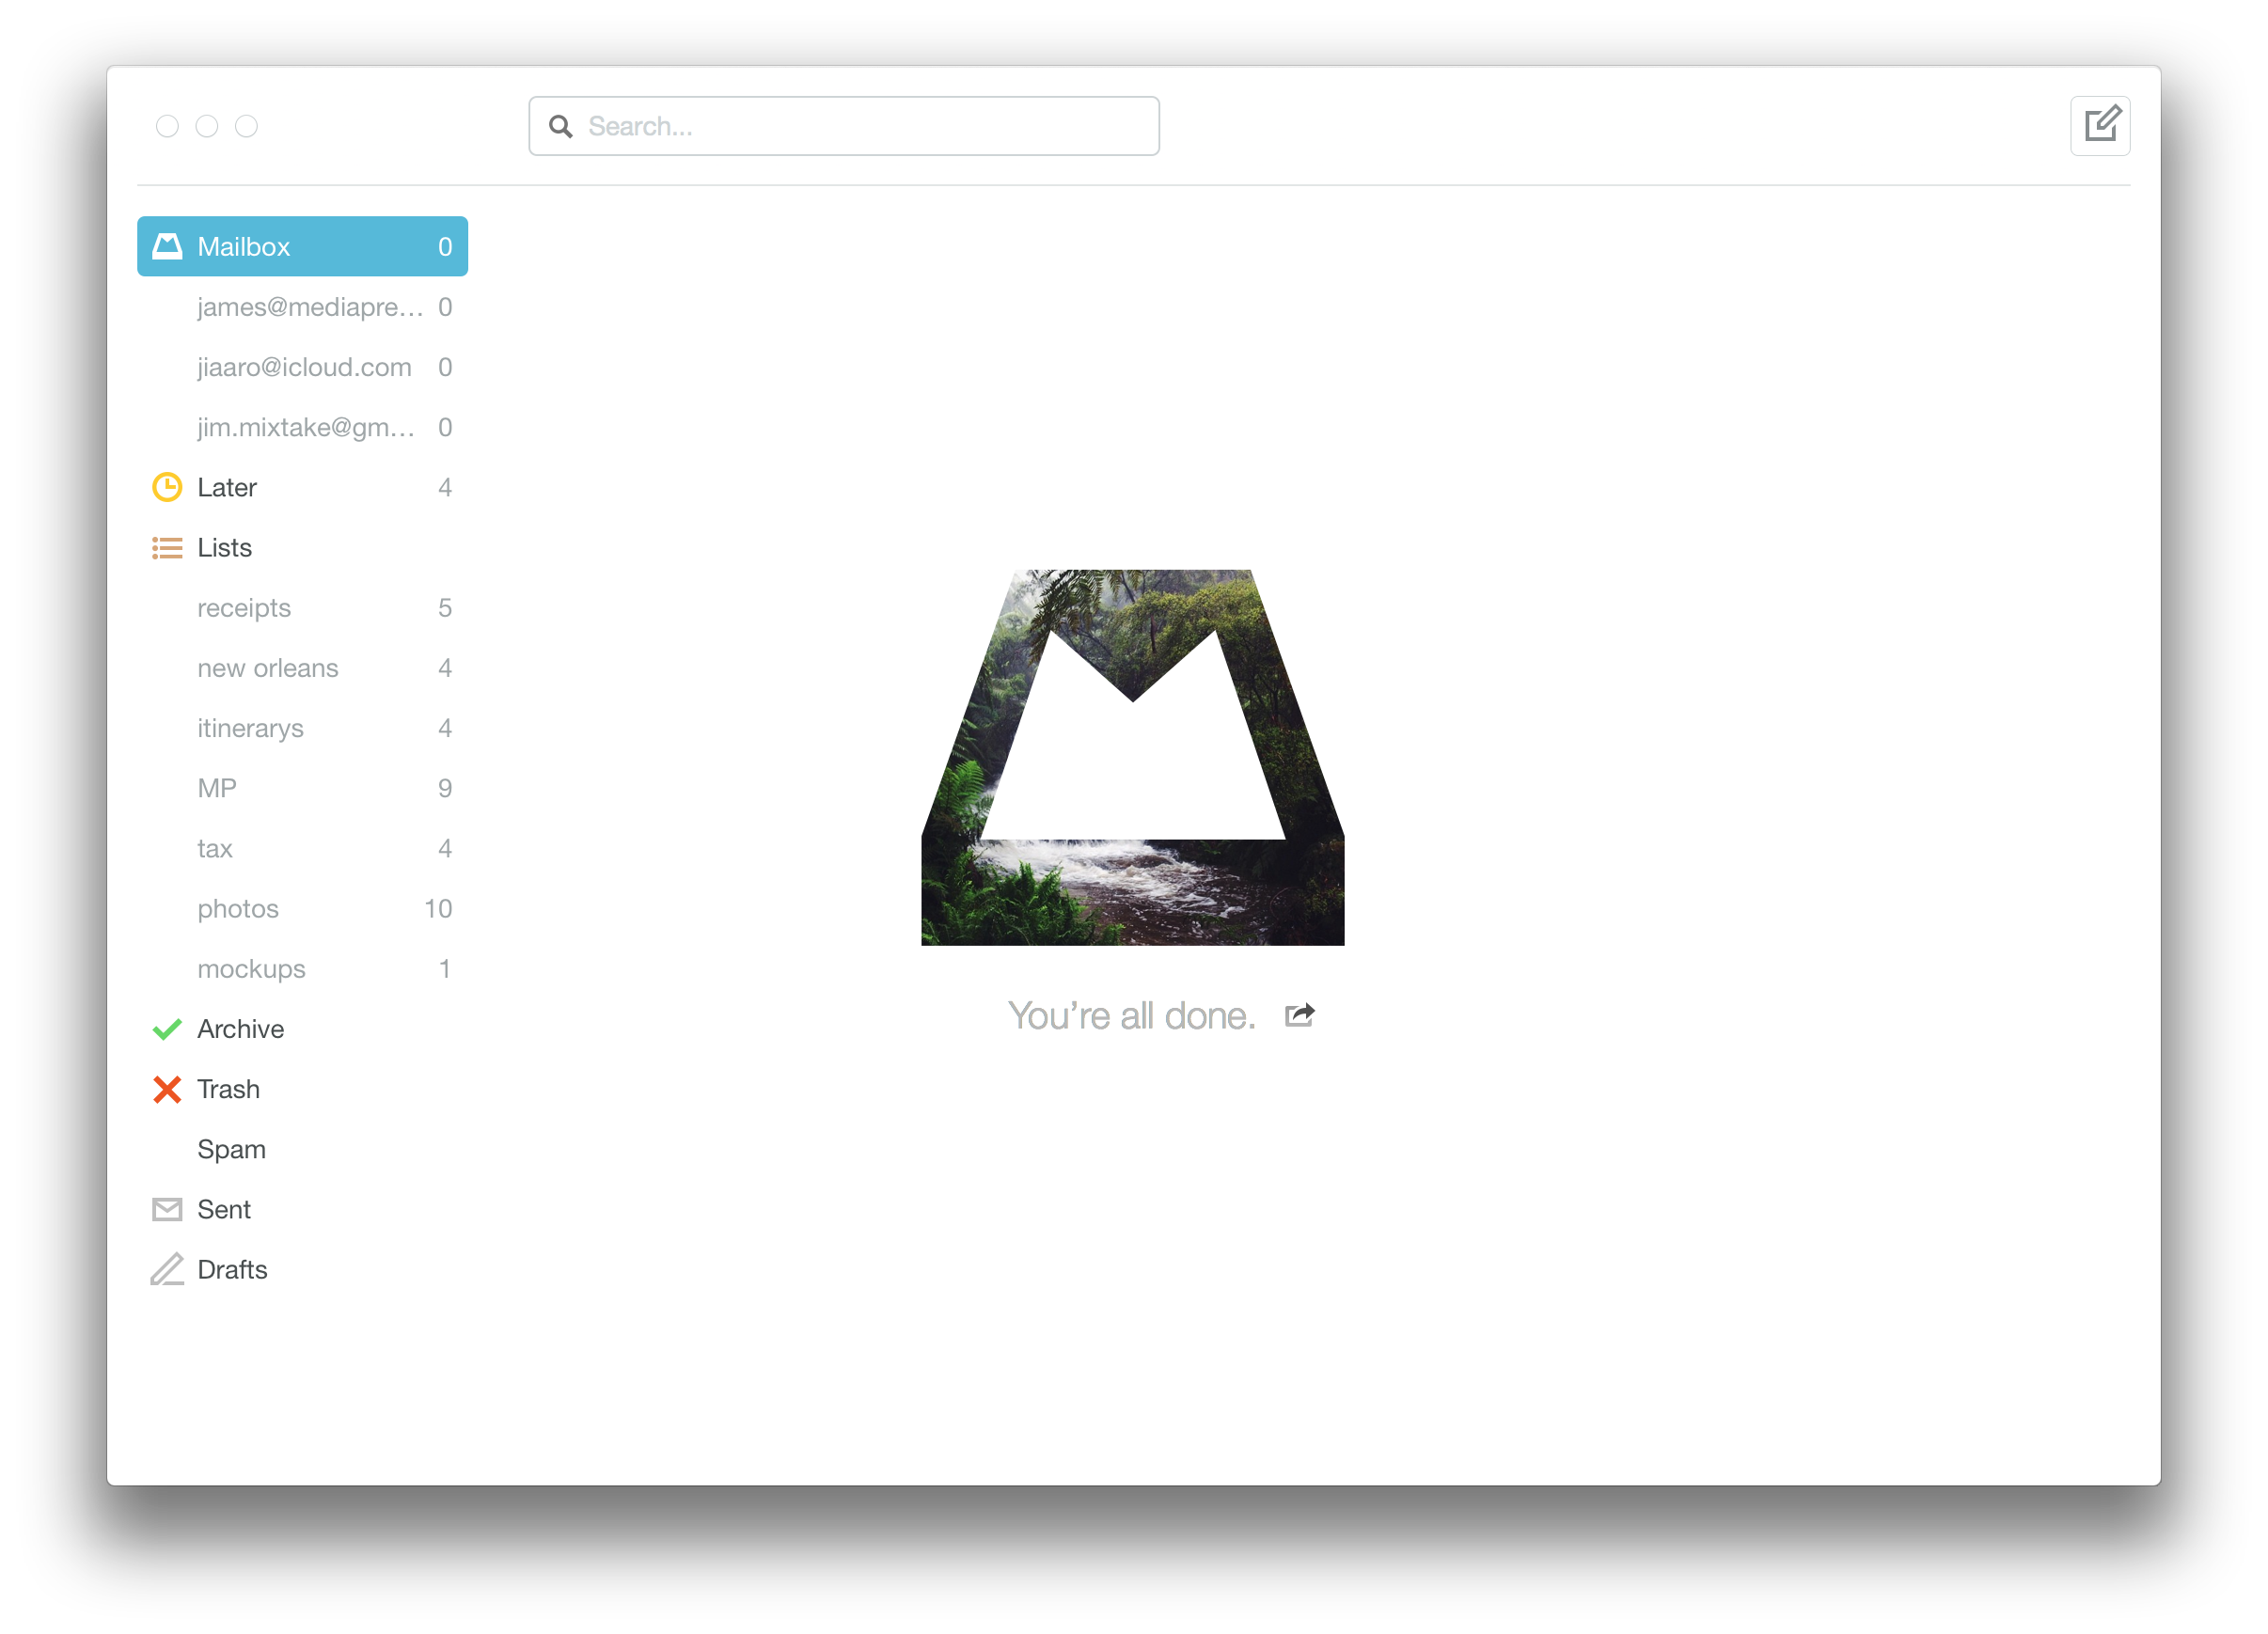 Search...
Mailbox 0
james@mediapre... 0
jiaaro@icloud.com 0
jim.mixtake@gm... 0
Later 4
Lists
receipts 5
new orleans 4
itinerarys 4
MP 9
tax 4
photos 10
mockups 1
Archive
Trash
Spam
Sent
Drafts
You’re all done.